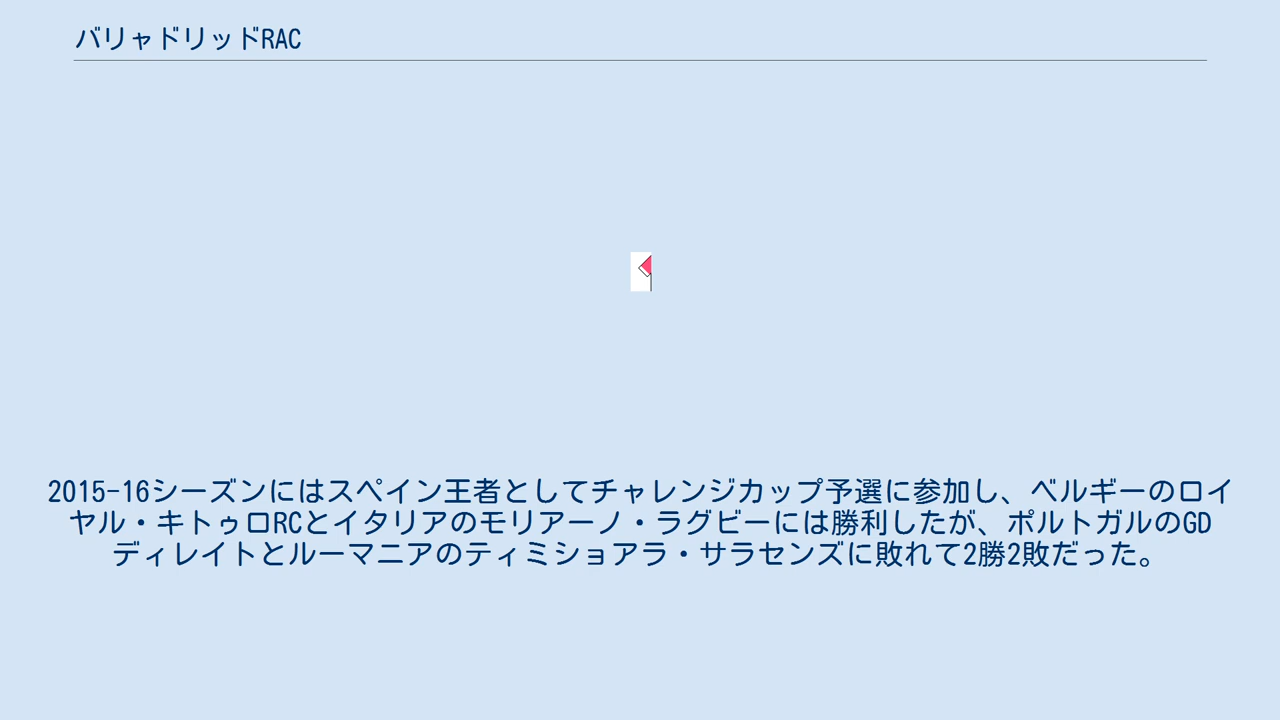 バリャドリッドRAC
2015-16シーズンにはスペイン王者としてチャレンジカップ予選に参加し、ベルギーのロイ
ヤル・キトゥロRCとイタリアのモリアーノ・ラグビーには勝利したが、ポルトガルのGD
ディレイトとルーマニアのティミショアラ・サラセンズに敗れて2勝2敗だった。